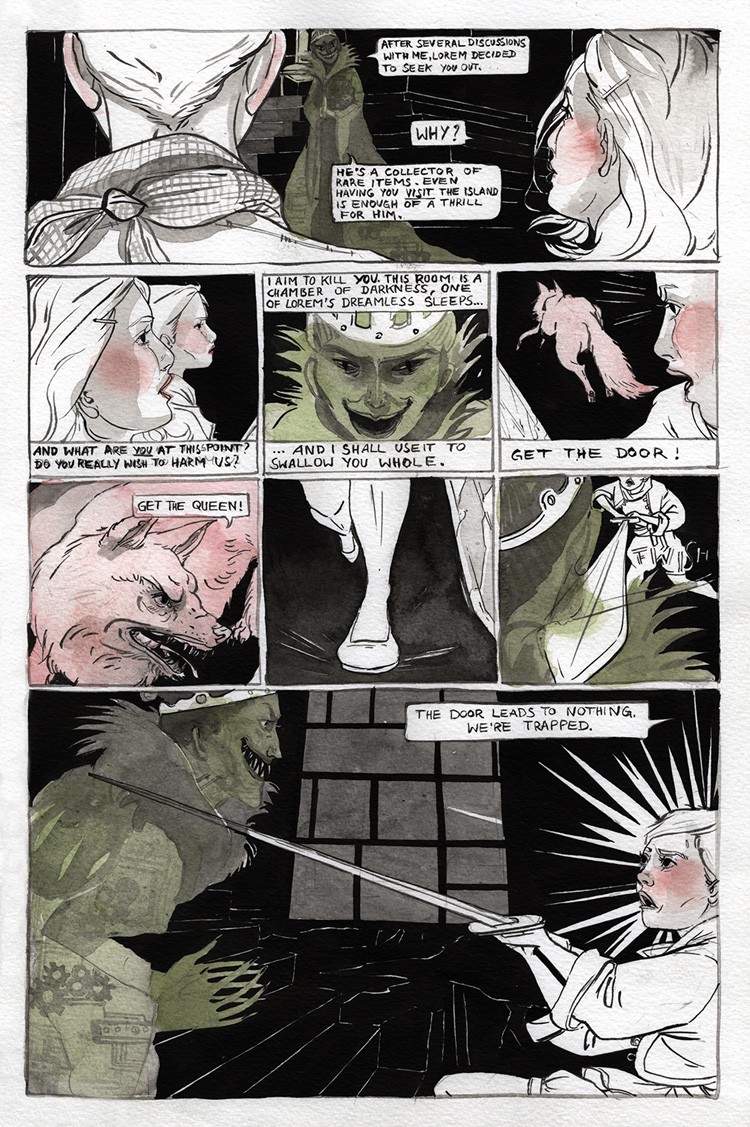 AFTER SEVERAL DISCUSSIONS
WITH ME, LOREM DECIDED
TO SEEK YOU OUT.
WHY?
HE'S A COLLECTOR OF
RARE ITEMS. EVEN
HAVING YOU VISIT THE ISLAND
IS ENOUGH OF A THRILL
FOR HIM.
AND WHAT ARE YOU AT THIS POINT?
DO YOU REALLY WISH TO HARM US?
I AIM TO KILL YOU. THIS ROOM IS A
CHAMBER OF DARKNESS, ONE
OF LOREM'S DREAMLESS SLEEPS...
... AND I SHALL USE IT TO
SWALLOW YOU WHOLE.
GET THE DOOR!
GET THE QUEEN!
FWISH
THE DOOR LEADS TO NOTHING.
WE'RE TRAPPED.